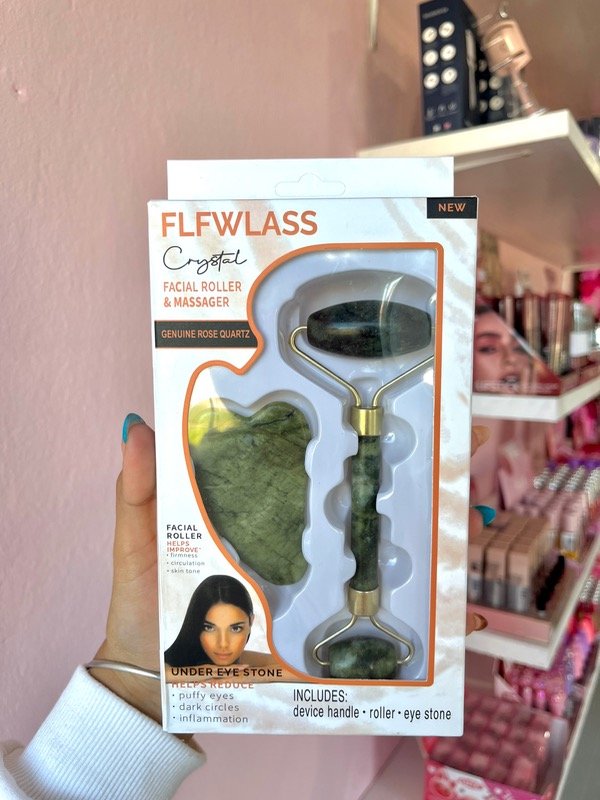 FLFWLASS
NEW
Crystal
FACIAL ROLLER
& MASSAGER
GENUINE ROSE QUARTZ
FACIAL
ROLLER
HELPS
IMPROVE*
• firmness
• circulation
• skin tone
UNDER EYE STONE
HELPS REDUCE
• puffy eyes
• dark circles
• inflammation
INCLUDES:
device handle • roller • eye stone